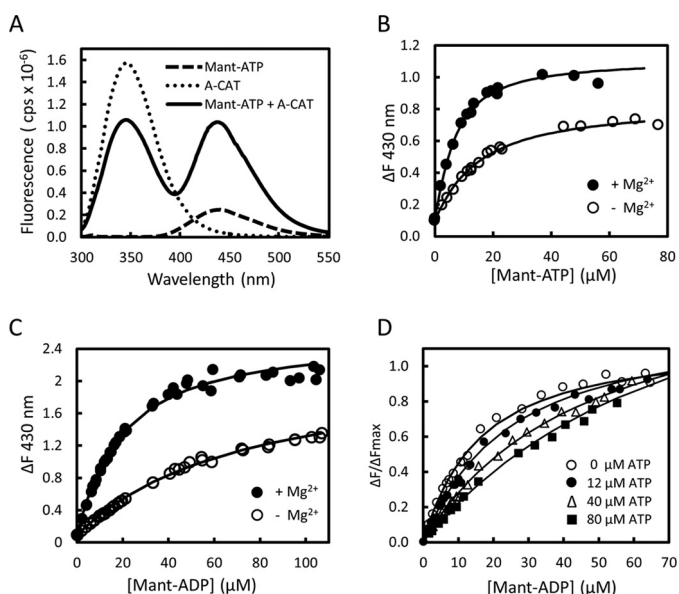 A
Fluorescence ( cps x 10-6)
1.6
1.4
1.2
1.0
0.8
0.6
0.4
0.2
0.0
Mant-ATP
A-CAT
Mant-ATP + A-CAT
300 350 400 450 500 550
Wavelength (nm)
B
ΔF 430 nm
1.2
1.0
0.8
0.6
0.4
0.2
0.0
+ Mg2+
- Mg2+
0 20 40 60 80
[Mant-ATP] (μM)
C
ΔF 430 nm
2.4
2
1.6
1.2
0.8
0.4
0
+ Mg2+
- Mg2+
0 20 40 60 80 100
[Mant-ADP] (μM)
D
ΔF/ΔFmax
1.0
0.8
0.6
0.4
0.2
0.0
0 μM ATP
12 μM ATP
40 μM ATP
80 μM ATP
0 10 20 30 40 50 60 70
[Mant-ADP] (μM)